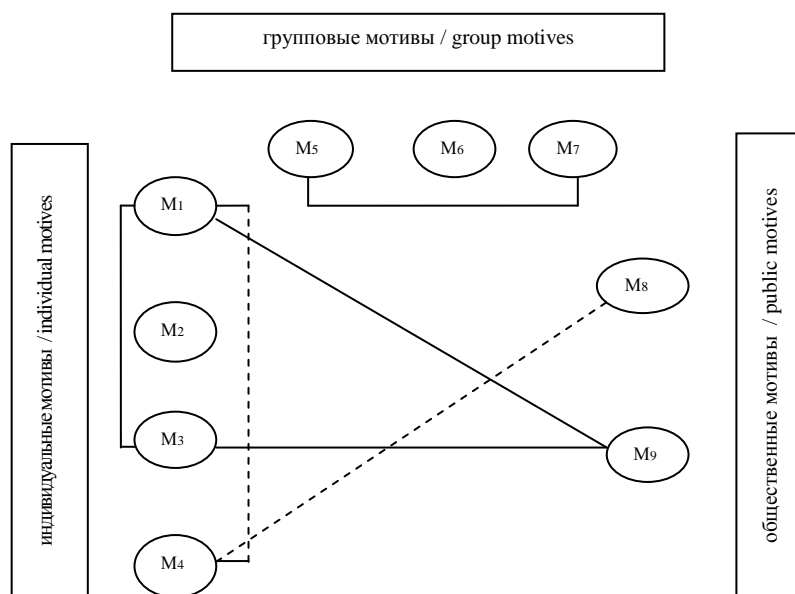 групповые мотивы / group motives
M5
M6
M7
индивидуальные мотивы / individual motives
M1
M2
M3
M4
M8
M9
общественные мотивы / public motives